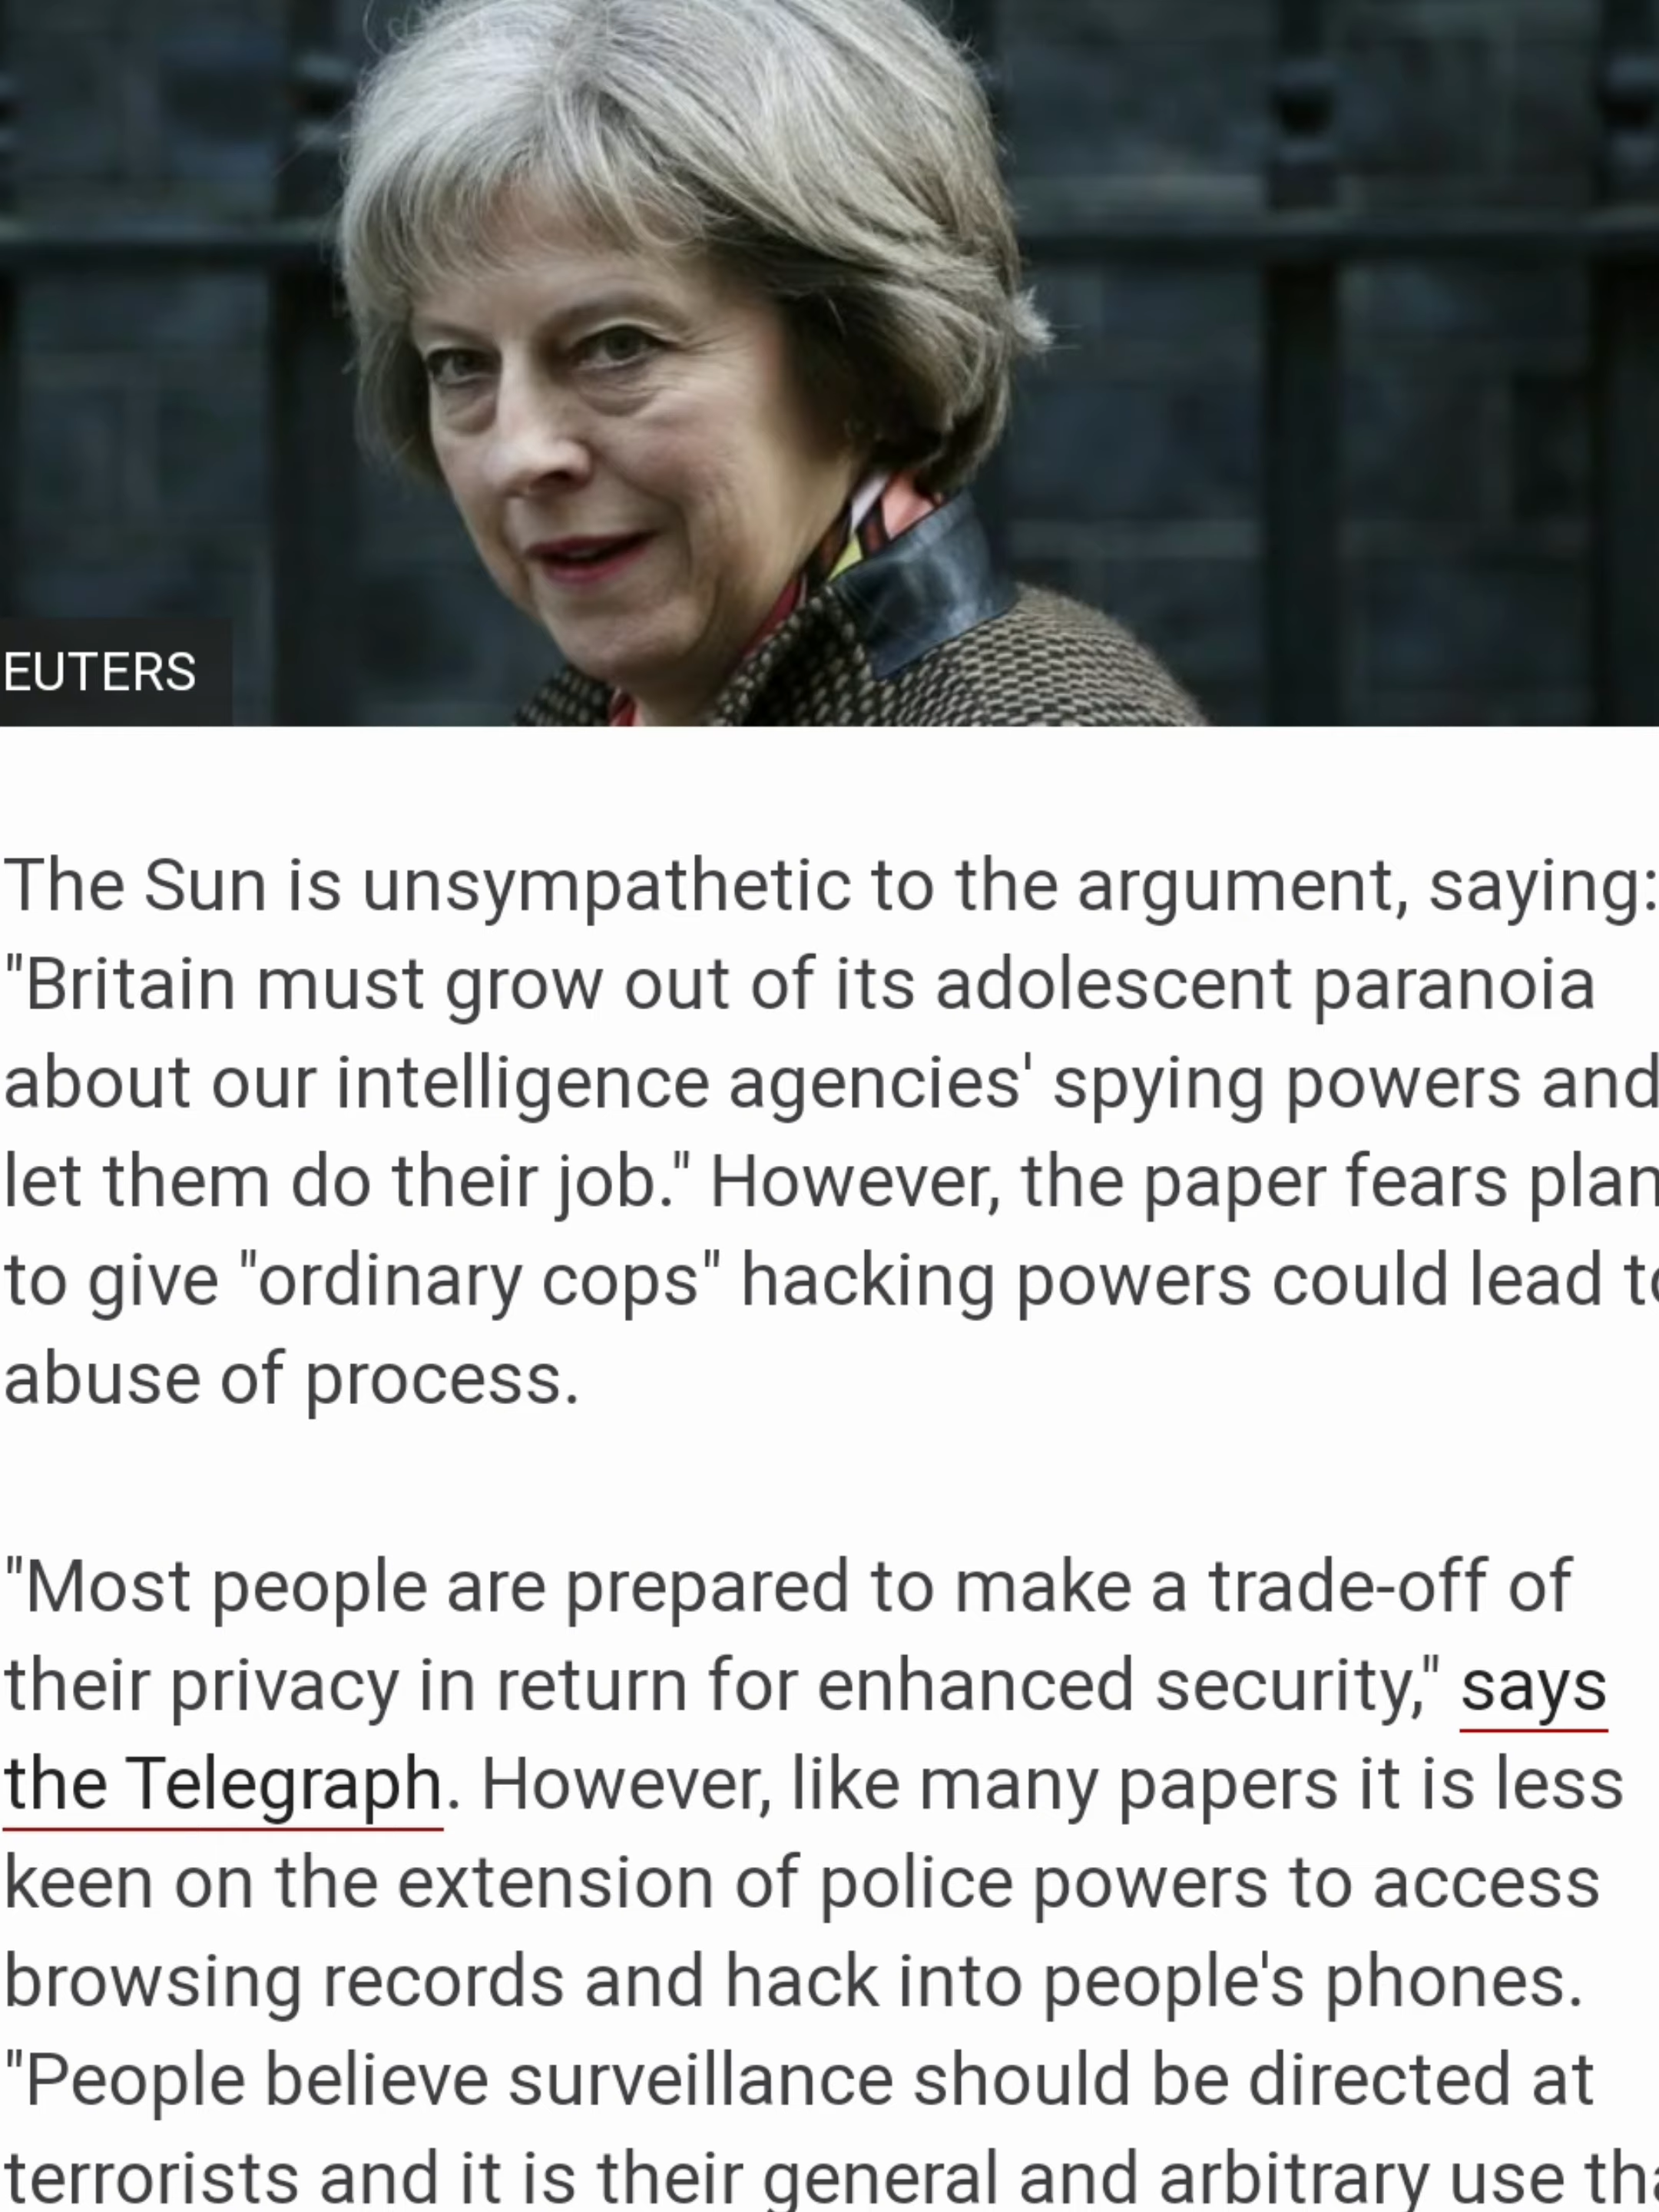 EUTERS
The Sun is unsympathetic to the argument, saying:
"Britain must grow out of its adolescent paranoia
about our intelligence agencies' spying powers and
let them do their job." However, the paper fears plan
to give "ordinary cops" hacking powers could lead to
abuse of process.
"Most people are prepared to make a trade-off of
their privacy in return for enhanced security," says
the Telegraph. However, like many papers it is less
keen on the extension of police powers to access
browsing records and hack into people's phones.
"People believe surveillance should be directed at
terrorists and it is their general and arbitrary use tha